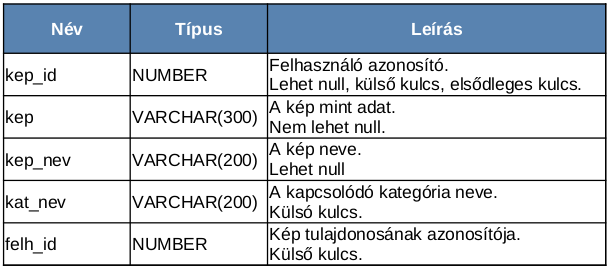 Név Típus Leírás
kep_id NUMBER Felhasználó azonosító.
Lehet null, külső kulcs, elsődleges kulcs.
kep VARCHAR(300) A kép mint adat.
Nem lehet null.
kep_nev VARCHAR(200) A kép neve.
Lehet null
kat_nev VARCHAR(200) A kapcsolódó kategória neve.
Külsó kulcs.
felh_id NUMBER Kép tulajdonosának azonosítója.
Külső kulcs.